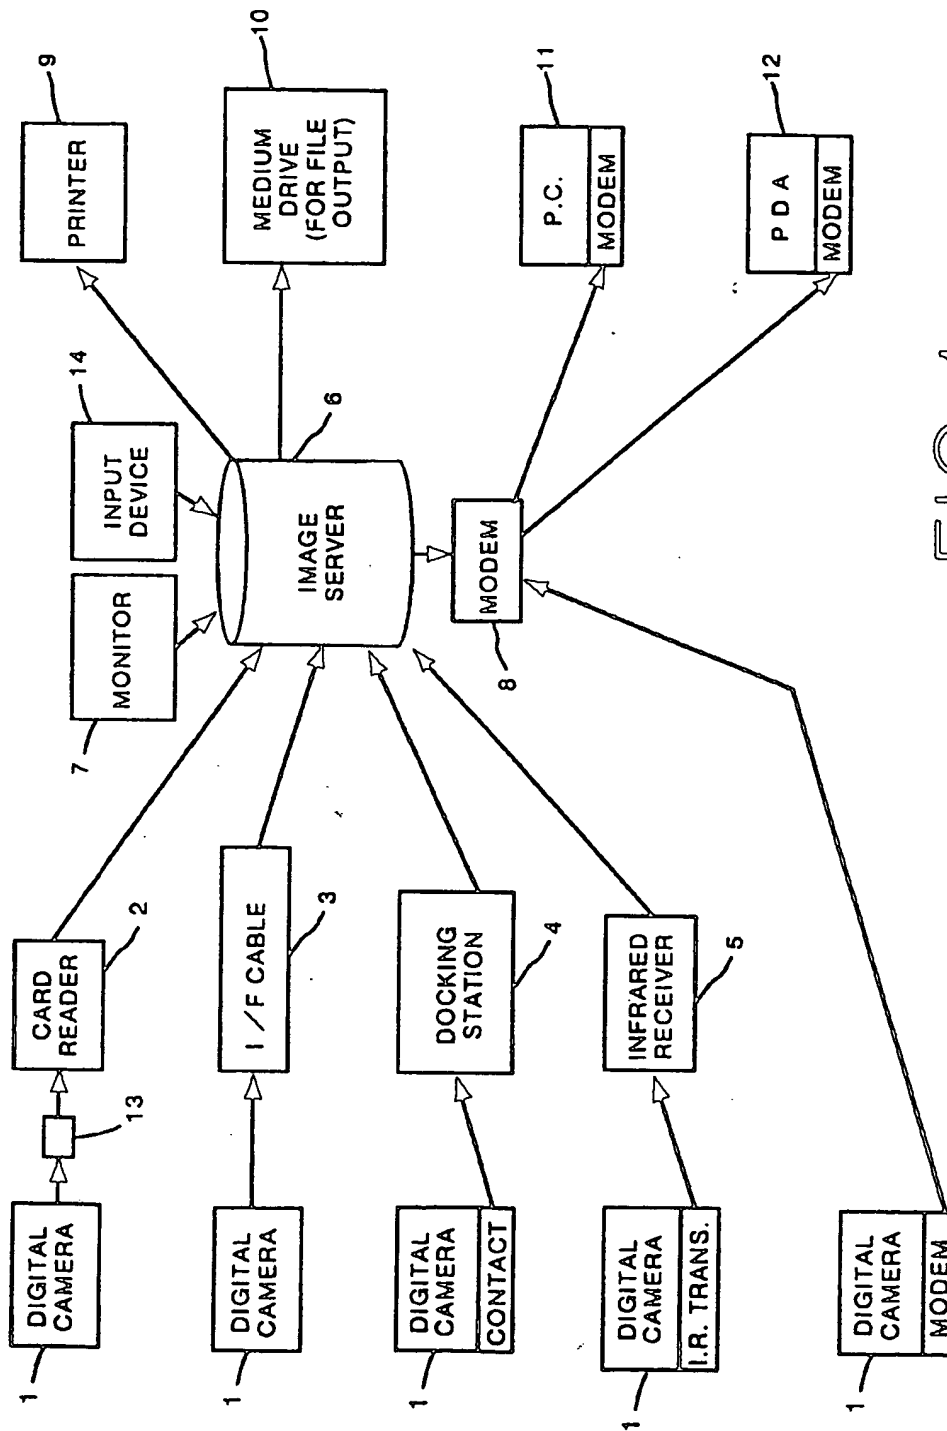 DIGITAL
CAMERA
1
13
CARD
READER
2
DIGITAL
CAMERA
1
I/F CABLE
3
DIGITAL
CAMERA
CONTACT
1
DOCKING
STATION
4
DIGITAL
CAMERA
I.R. TRANS.
1
INFRARED
RECEIVER
5
DIGITAL
CAMERA
MODEM
1
MONITOR
7
INPUT
DEVICE
14
IMAGE
SERVER
6
MODEM
8
PRINTER
9
MEDIUM
DRIVE
(FOR FILE
OUTPUT)
10
P.C.
MODEM
11
PDA
MODEM
12